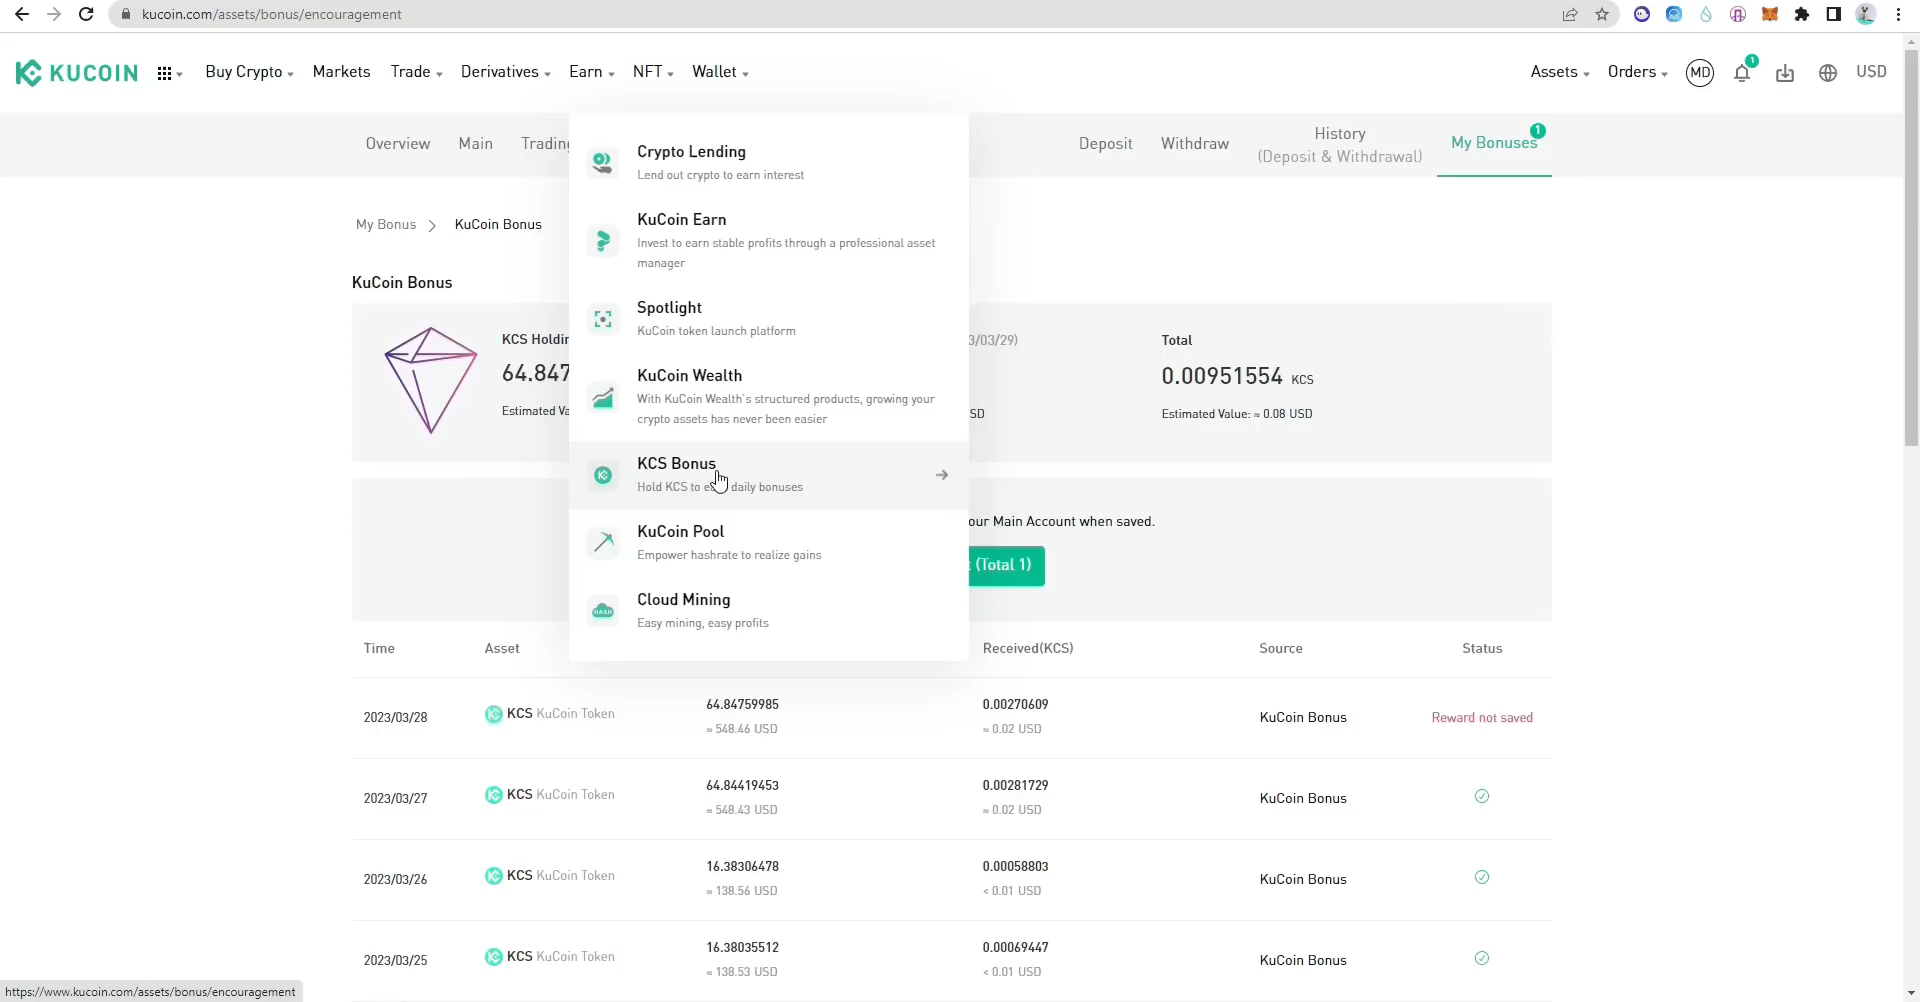 kucoin.com/assets/bonus/encouragement
KUCOIN Buy Crypto Markets Trade Derivatives Earn NFT Wallet Assets Orders MD 1 USD
Overview Main Trading Deposit Withdraw History (Deposit & Withdrawal) My Bonuses 1
My Bonus KuCoin Bonus
KuCoin Bonus
Crypto Lending
Lend out crypto to earn interest
KuCoin Earn
Invest to earn stable profits through a professional asset
manager
Spotlight
KuCoin token launch platform
KuCoin Wealth
With KuCoin Wealth's structured products, growing your
crypto assets has never been easier
KCS Bonus
Hold KCS to daily bonuses
KuCoin Pool
Empower hashrate to realize gains
HASH
Cloud Mining
Easy mining, easy profits
KCS
64.847
Estimated
3/03/29)
SD
Total
0.00951554 KCS
Estimated Value: ≈ 0.08 USD
our Main Account when saved.
(Total 1)
Time Asset Received(KCS) Source Status
2023/03/28 KCS KuCoin Token 64.84759985 0.00270609 KuCoin Bonus Reward not saved
≈ 548.46 USD ≈ 0.02 USD
2023/03/27 KCS KuCoin Token 64.84419453 0.00281729 KuCoin Bonus
≈ 548.43 USD ≈ 0.02 USD
2023/03/26 KCS KuCoin Token 16.38306478 0.00058803 KuCoin Bonus
≈ 138.56 USD < 0.01 USD
2023/03/25 KCS KuCoin Token 16.38035512 0.00069447 KuCoin Bonus
≈ 138.53 USD < 0.01 USD
https://www.kucoin.com/assets/bonus/encouragement